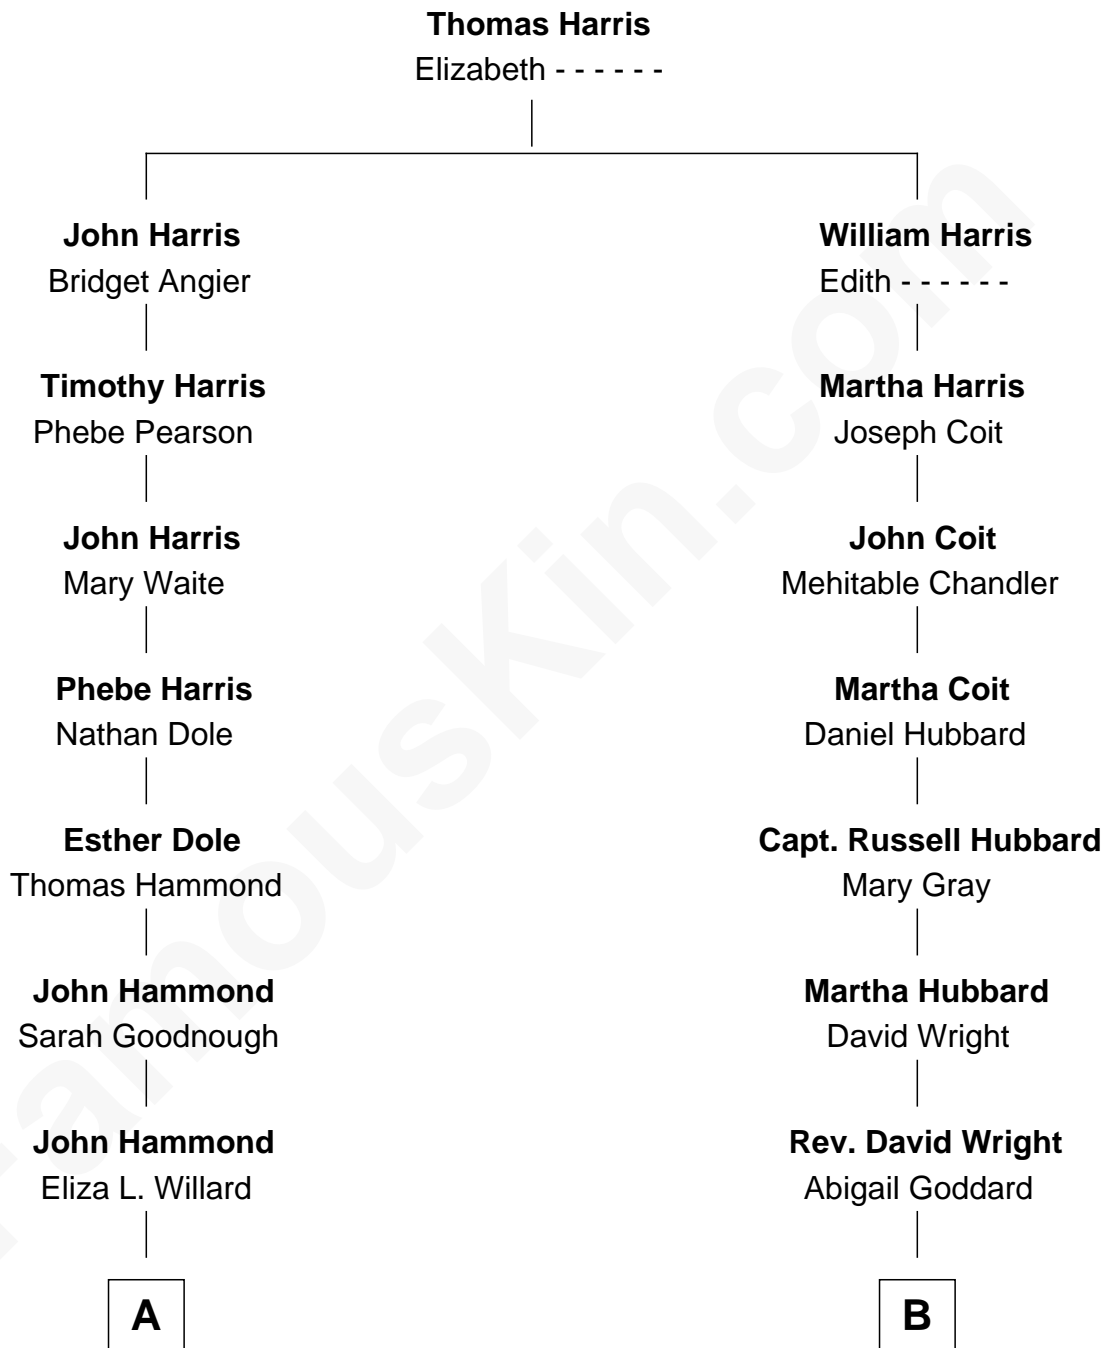 Thomas Harris
Elizabeth - - - - - -
John Harris
Bridget Angier
William Harris
Edith - - - - - -
Timothy Harris
Phebe Pearson
Martha Harris
Joseph Coit
John Harris
Mary Waite
John Coit
Mehitable Chandler
Phebe Harris
Nathan Dole
Martha Coit
Daniel Hubbard
Esther Dole
Thomas Hammond
Capt. Russell Hubbard
Mary Gray
John Hammond
Sarah Goodnough
Martha Hubbard
David Wright
John Hammond
Eliza L. Willard
Rev. David Wright
Abigail Goddard
A
B
FamousKin.com